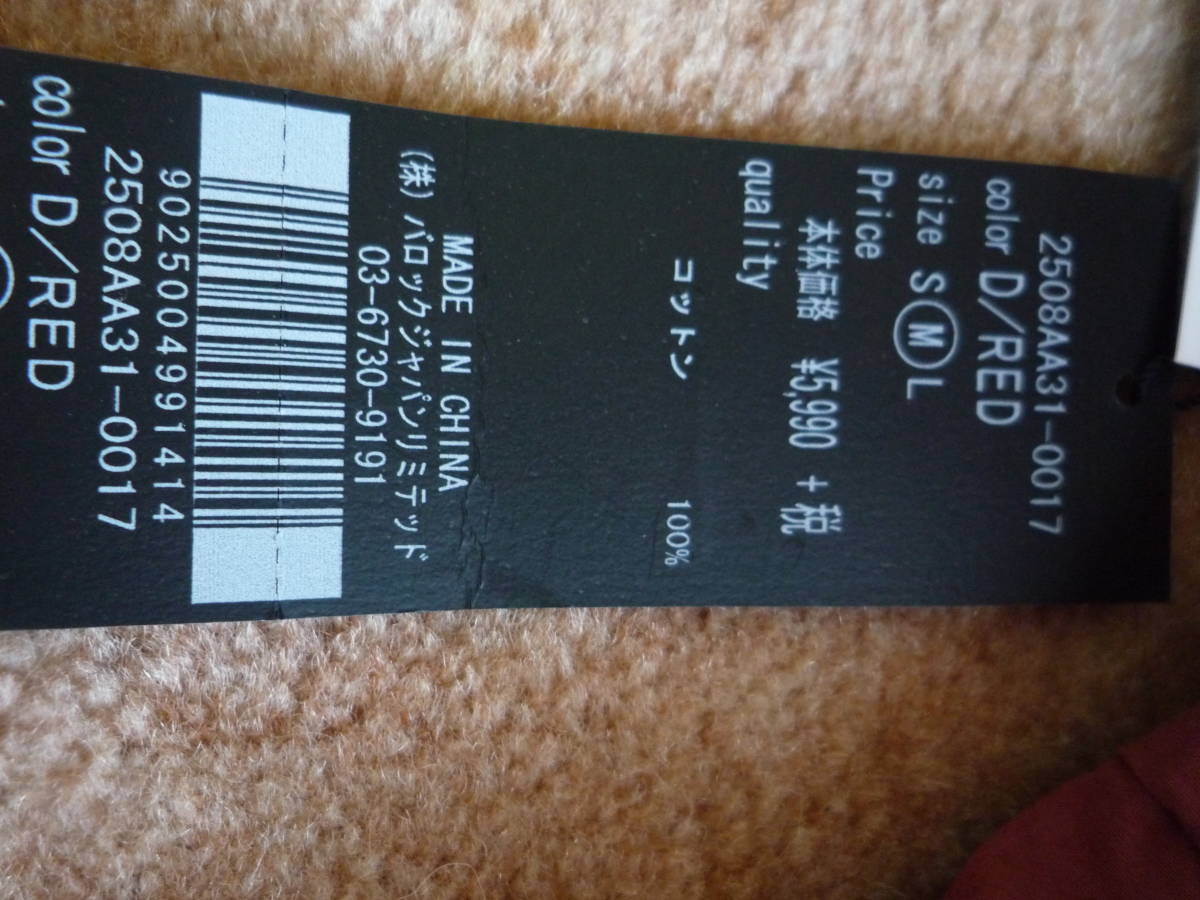 2508AA31-0017
color D/RED
size S M L
Price
本体価格 ¥5,990 +税
quality
コットン 100%
MADE IN CHINA
(株)バロックジャパンリミテッド
03-6730-9191
9025004991414
2508AA31-0017
color D/RED